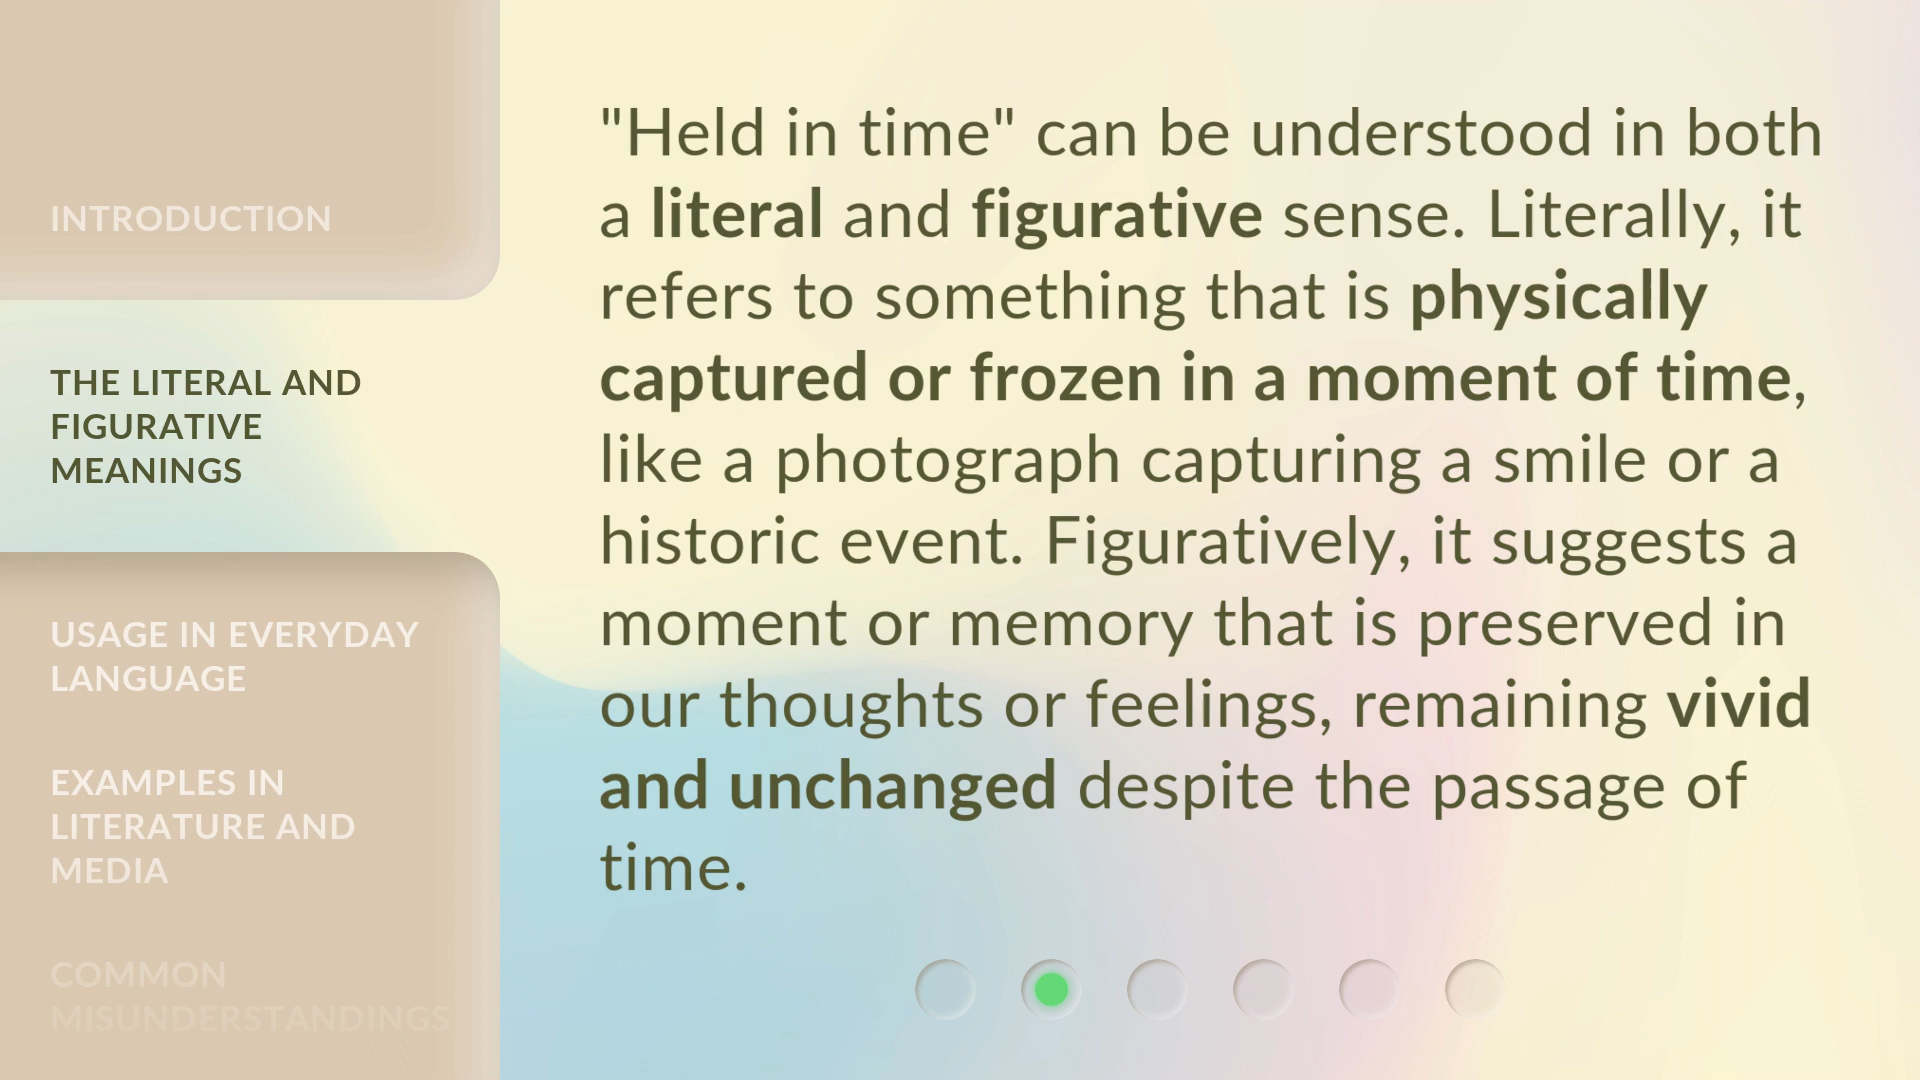 INTRODUCTION
THE LITERAL AND
FIGURATIVE
MEANINGS
USAGE IN EVERYDAY
LANGUAGE
EXAMPLES IN
LITERATURE AND
MEDIA
COMMON
MISUNDERSTANDINGS
"Held in time" can be understood in both
a literal and figurative sense. Literally, it
refers to something that is physically
captured or frozen in a moment of time,
like a photograph capturing a smile or a
historic event. Figuratively, it suggests a
moment or memory that is preserved in
our thoughts or feelings, remaining vivid
and unchanged despite the passage of
time.